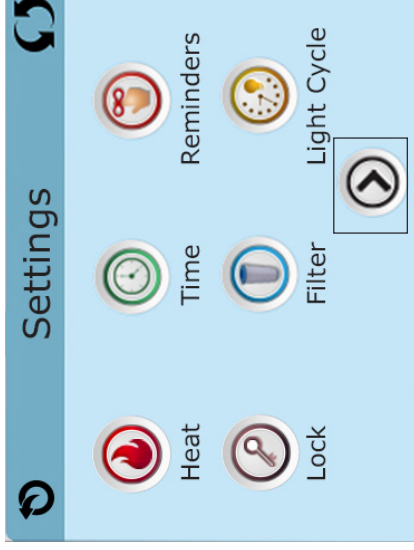 Settings
Heat
Time
Reminders
Lock
Filter
Light Cycle